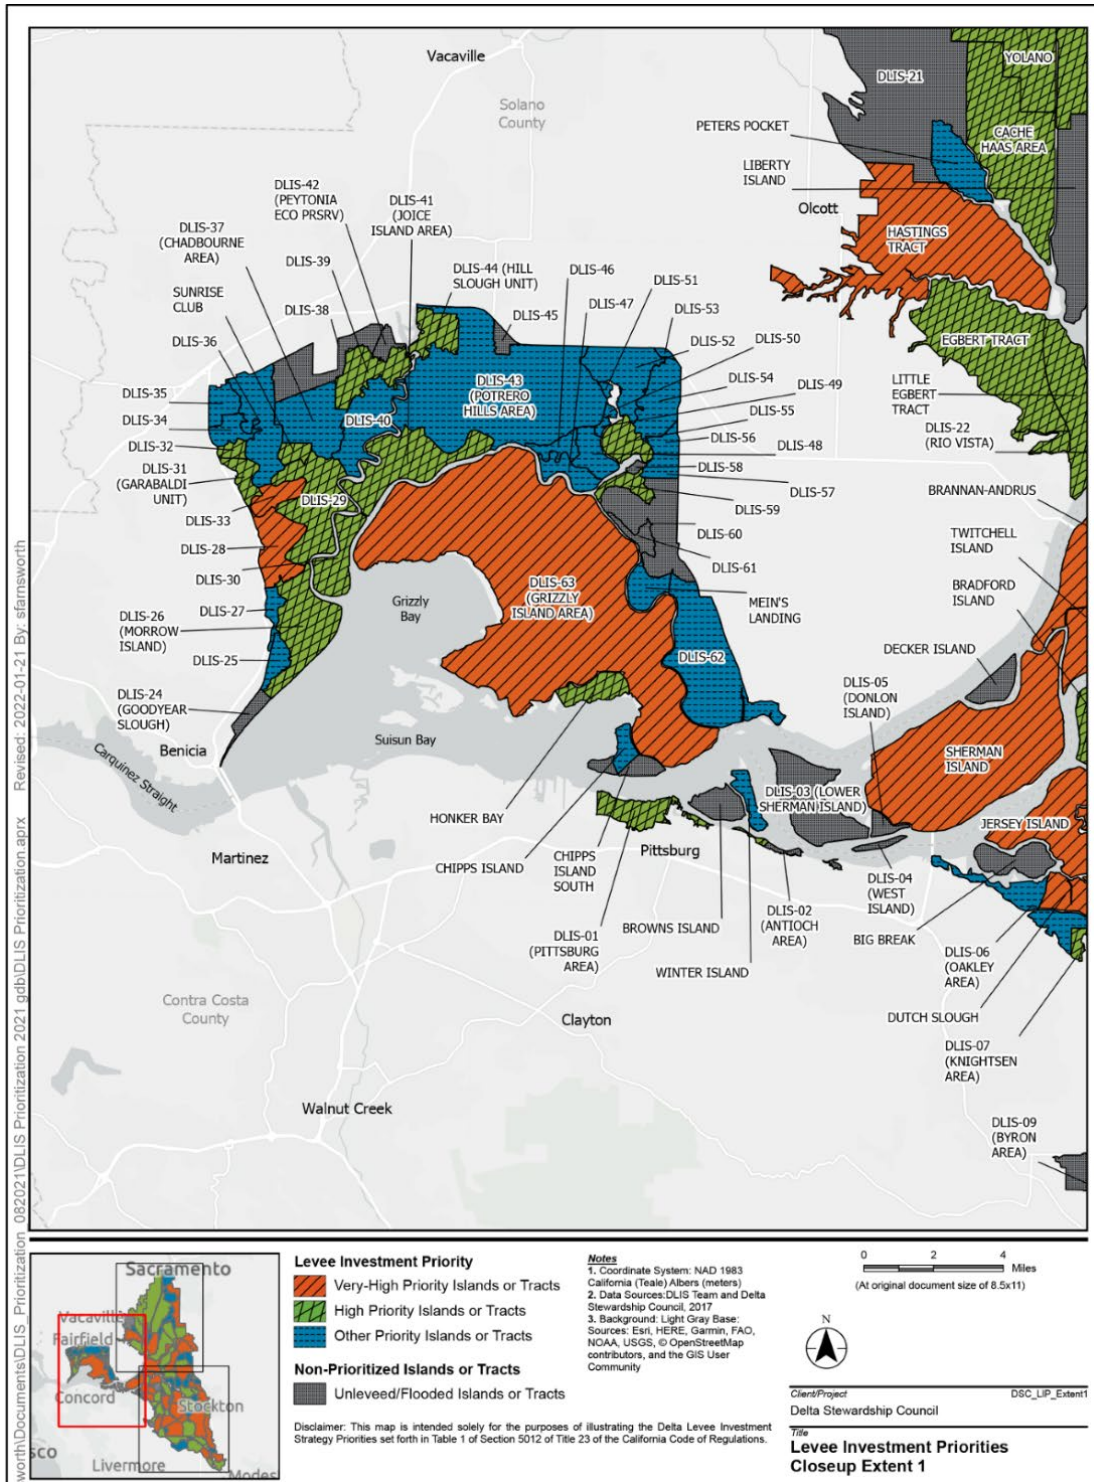 Vacaville
Solano
County
DLIS-21
YOLANO
PETERS POCKET
CACHE
HAAS AREA
LIBERTY
ISLAND
Olcott
HASTINGS
TRACT
DLIS-42
(PEYTONIA
ECO PRSRV)
DLIS-41
(JOICE
ISLAND AREA)
DLIS-37
(CHADBOURNE
AREA)
DLIS-39
DLIS-44 (HILL
SLOUGH UNIT)
DLIS-46
DLIS-51
SUNRISE
CLUB
DLIS-38
DLIS-45
DLIS-47
DLIS-53
DLIS-36
DLIS-52
DLIS-50
EGBERT TRACT
DLIS-35
DLIS-43
(POTRERO
HILLS AREA)
DLIS-54
DLIS-49
LITTLE
EGBERT
TRACT
DLIS-34
DLIS-40
DLIS-55
DLIS-32
DLIS-56
DLIS-48
DLIS-22
(RIO VISTA)
DLIS-31
(GARABALDI
UNIT)
DLIS-29
DLIS-58
DLIS-57
BRANNAN-ANDRUS
DLIS-33
DLIS-59
DLIS-28
DLIS-60
TWITCHELL
ISLAND
DLIS-30
DLIS-61
DLIS-63
(GRIZZLY
ISLAND AREA)
BRADFORD
ISLAND
DLIS-27
Grizzly
Bay
MEIN'S
LANDING
DLIS-26
(MORROW
ISLAND)
DLIS-25
DLIS-62
DECKER ISLAND
DLIS-24
(GOODYEAR
SLOUGH)
DLIS-05
(DONLON
ISLAND)
Benicia
Suisun Bay
SHERMAN
ISLAND
Carquinez Straight
DLIS-03 (LOWER
SHERMAN ISLAND)
HONKER BAY
JERSEY ISLAND
Martinez
CHIPPS ISLAND
CHIPPS
ISLAND
SOUTH
Pittsburg
DLIS-04
(WEST
ISLAND)
DLIS-01
(PITTSBURG
AREA)
BROWNS ISLAND
DLIS-02
(ANTIOCH
AREA)
BIG BREAK
WINTER ISLAND
DLIS-06
(OAKLEY
AREA)
Contra Costa
County
Clayton
DUTCH SLOUGH
DLIS-07
(KNIGHTSEN
AREA)
Walnut Creek
DLIS-09
(BYRON
AREA)
worth\Documents\DLIS_Prioritization_082021\DLIS Prioritization 2021 gdb\DLIS Prioritization.aprx Revised: 2022-01-21 By: sfarnsworth
Sacramento
Vacaville
Fairfield
Concord
Stockton
sco
Livermore
Modes
Levee Investment Priority
Very-High Priority Islands or Tracts
High Priority Islands or Tracts
Other Priority Islands or Tracts
Non-Prioritized Islands or Tracts
Unleveed/Flooded Islands or Tracts
Notes
1. Coordinate System: NAD 1983
California (Teale) Albers (meters)
2. Data Sources:DLIS Team and Delta
Stewardship Council, 2017
3. Background: Light Gray Base:
Sources: Esri, HERE, Garmin, FAO,
NOAA, USGS, © OpenStreetMap
contributors, and the GIS User
Community
Disclaimer: This map is intended solely for the purposes of illustrating the Delta Levee Investment
Strategy Priorities set forth in Table 1 of Section 5012 of Title 23 of the California Code of Regulations.
0 2 4
Miles
(At original document size of 8.5x11)
N
Client/Project DSC_LIP_Extent1
Delta Stewardship Council
Title
Levee Investment Priorities
Closeup Extent 1